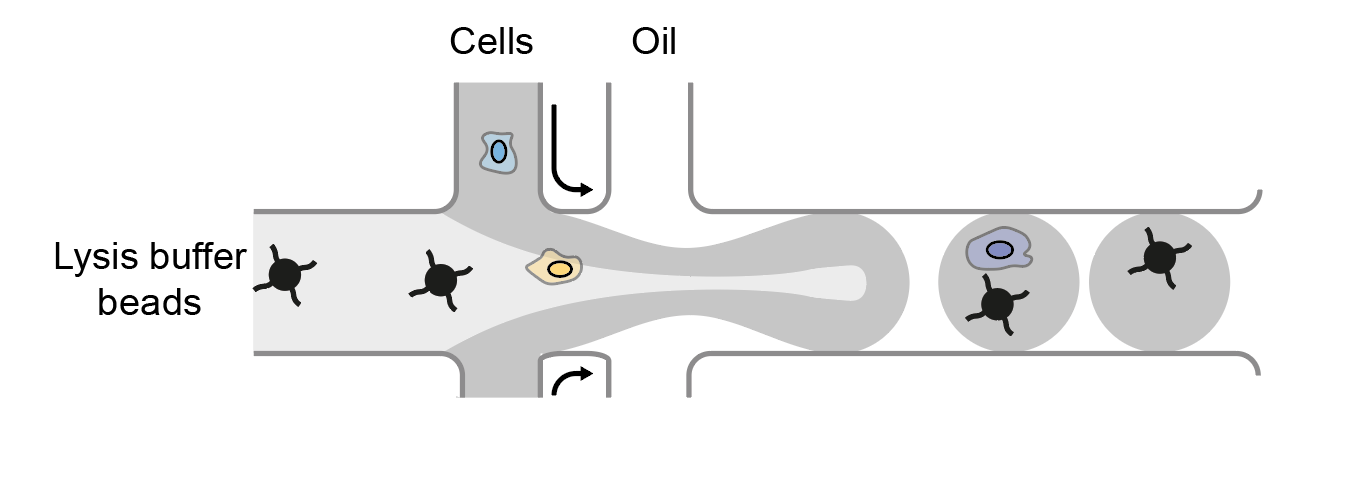 Cells
Oil
Lysis buffer
beads